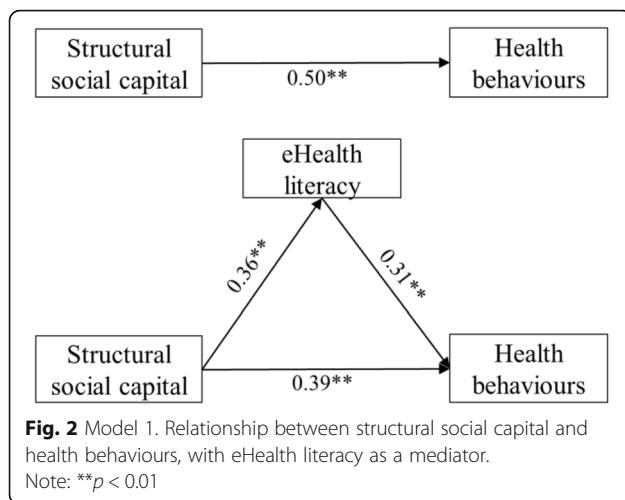 Structural
social capital
Health
behaviours
0.50**
eHealth
literacy
0.36**
0.31**
Structural
social capital
Health
behaviours
0.39**
Fig. 2 Model 1. Relationship between structural social capital and
health behaviours, with eHealth literacy as a mediator.
Note: **p < 0.01